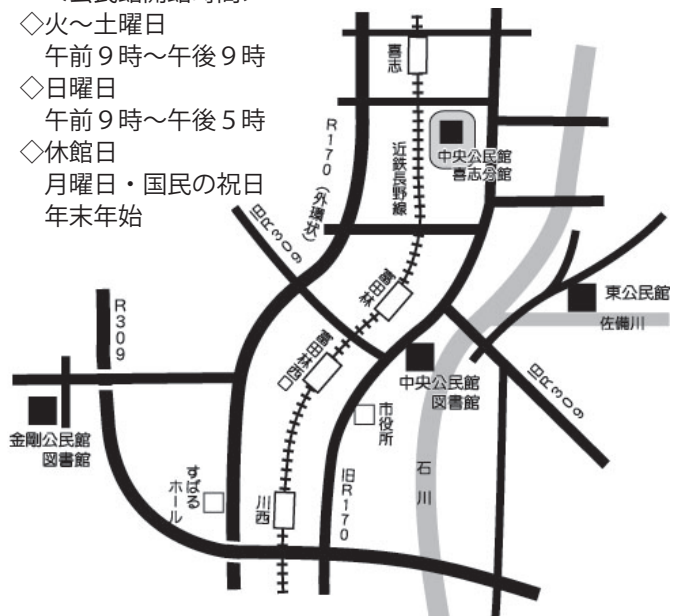 ◇火～土曜日
午前９時～午後９時
◇日曜日
午前９時～午後５時
◇休館日
月曜日・国民の祝日
年末年始
喜志
中央公民館
喜志分館
近鉄長野線
R170（外環状）
旧R309
富田林
東公民館
佐備川
R309
富田林西
中央公民館
図書館
旧R309
市役所
金剛公民館
図書館
石川
すばる
ホール
川西
旧R170